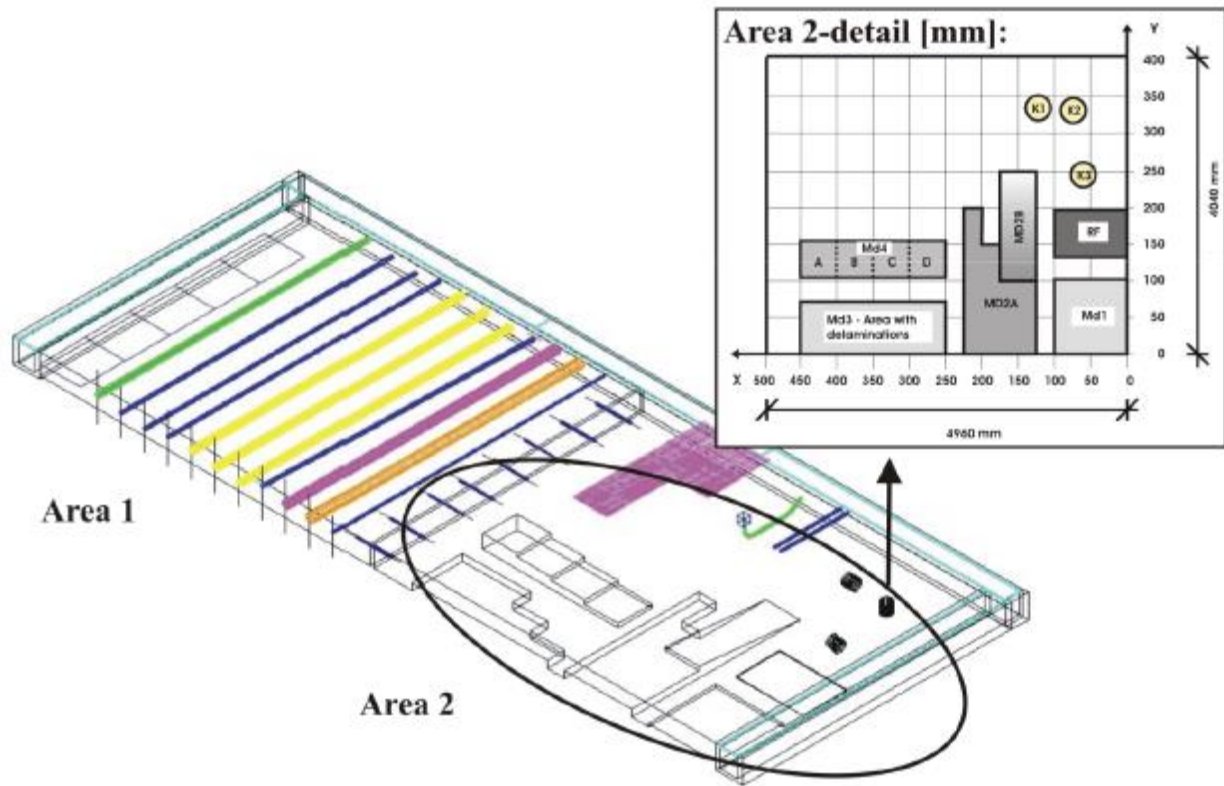 Area 2-detail [mm]:
Y
400
350
K1
K2
300
250
K3
200
MD2B
RF
150
Md4
A
B
C
D
100
MD2A
Md3 - Area with
delaminations
Md1
50
0
X
500
450
400
350
300
250
200
150
100
50
0
4960 mm
4040 mm
Area 1
Area 2